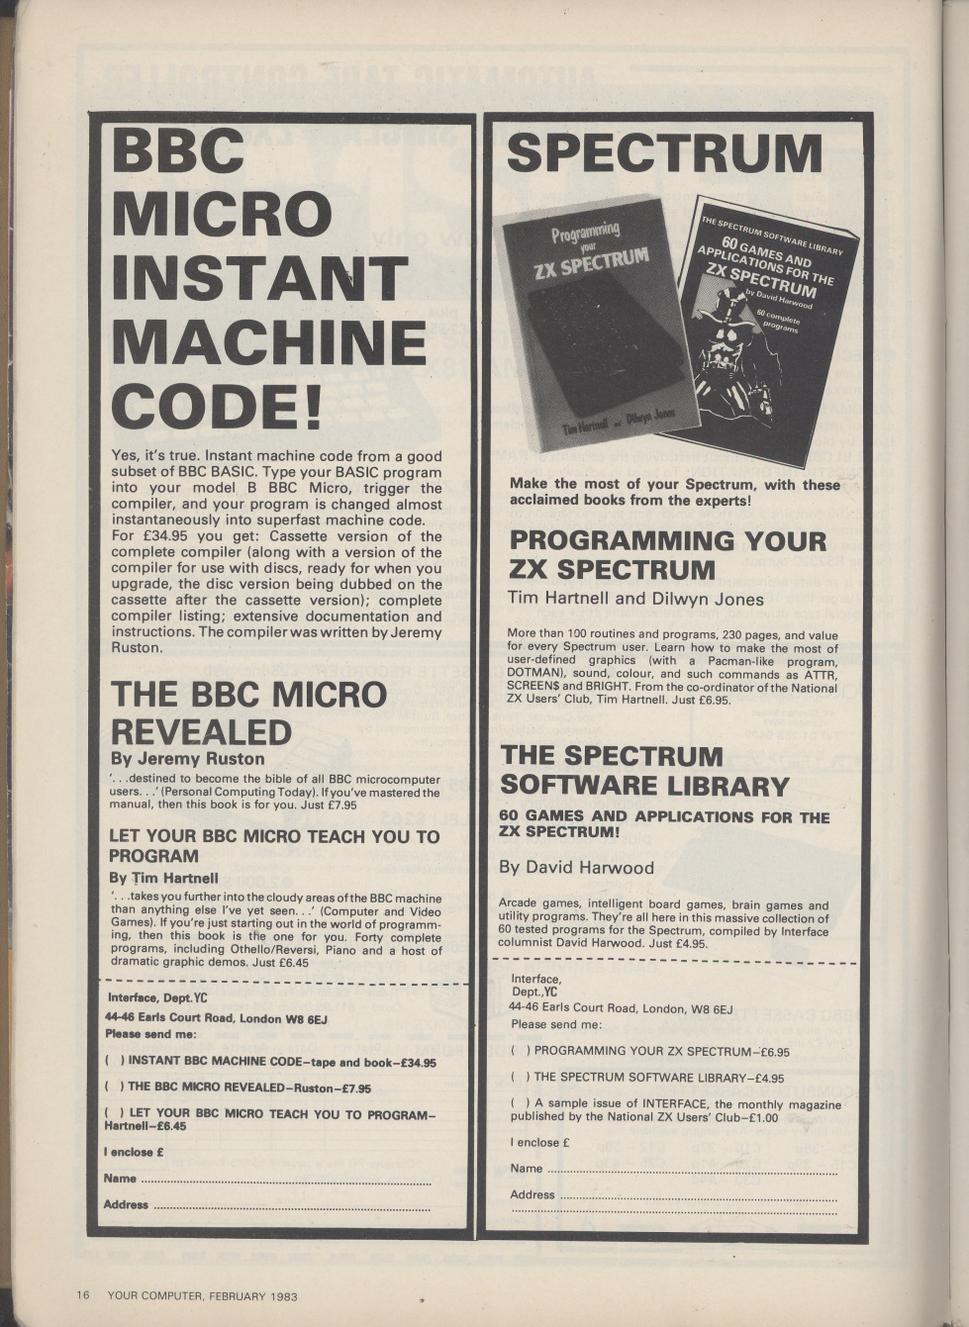 BBC
MICRO
INSTANT
MACHINE
CODE!
Yes, it's true. Instant machine code from a good
subset of BBC BASIC. Type your BASIC program
into your model B BBC Micro, trigger the
compiler, and your program is changed almost
instantaneously into superfast machine code.
For £34.95 you get: Cassette version of the
complete compiler (along with a version of the
compiler for use with discs, ready for when you
upgrade, the disc version being dubbed on the
cassette after the cassette version); complete
compiler listing; extensive documentation and
instructions. The compiler was written by Jeremy
Ruston.
THE BBC MICRO
REVEALED
By Jeremy Ruston
'. . .destined to become the bible of all BBC microcomputer
users. . .' (Personal Computing Today). If you've mastered the
manual, then this book is for you. Just £7.95
LET YOUR BBC MICRO TEACH YOU TO
PROGRAM
By Tim Hartnell
'. . .takes you further into the cloudy areas of the BBC machine
than anything else I've yet seen. . .' (Computer and Video
Games). If you're just starting out in the world of programm-
ing, then this book is the one for you. Forty complete
programs, including Othello/Reversi, Piano and a host of
dramatic graphic demos. Just £6.45
Interface, Dept. YC
44-46 Earls Court Road, London W8 6EJ
Please send me:
( ) INSTANT BBC MACHINE CODE–tape and book–£34.95
( ) THE BBC MICRO REVEALED–Ruston–£7.95
( ) LET YOUR BBC MICRO TEACH YOU TO PROGRAM–
Hartnell–£6.45
I enclose £
Name
Address
SPECTRUM
Programming
your
ZX SPECTRUM
Tim Hartnell and Dilwyn Jones
THE SPECTRUM SOFTWARE LIBRARY
60 GAMES AND
APPLICATIONS FOR THE
ZX SPECTRUM
by David Harwood
60 complete
programs
Make the most of your Spectrum, with these
acclaimed books from the experts!
PROGRAMMING YOUR
ZX SPECTRUM
Tim Hartnell and Dilwyn Jones
More than 100 routines and programs, 230 pages, and value
for every Spectrum user. Learn how to make the most of
user-defined graphics (with a Pacman-like program,
DOTMAN), sound, colour, and such commands as ATTR,
SCREEN$ and BRIGHT. From the co-ordinator of the National
ZX Users' Club, Tim Hartnell. Just £6.95.
THE SPECTRUM
SOFTWARE LIBRARY
60 GAMES AND APPLICATIONS FOR THE
ZX SPECTRUM!
By David Harwood
Arcade games, intelligent board games, brain games and
utility programs. They're all here in this massive collection of
60 tested programs for the Spectrum, compiled by Interface
columnist David Harwood. Just £4.95.
Interface,
Dept.,YC
44-46 Earls Court Road, London, W8 6EJ
Please send me:
( ) PROGRAMMING YOUR ZX SPECTRUM–£6.95
( ) THE SPECTRUM SOFTWARE LIBRARY–£4.95
( ) A sample issue of INTERFACE, the monthly magazine
published by the National ZX Users' Club–£1.00
I enclose £
Name
Address
16 YOUR COMPUTER, FEBRUARY 1983